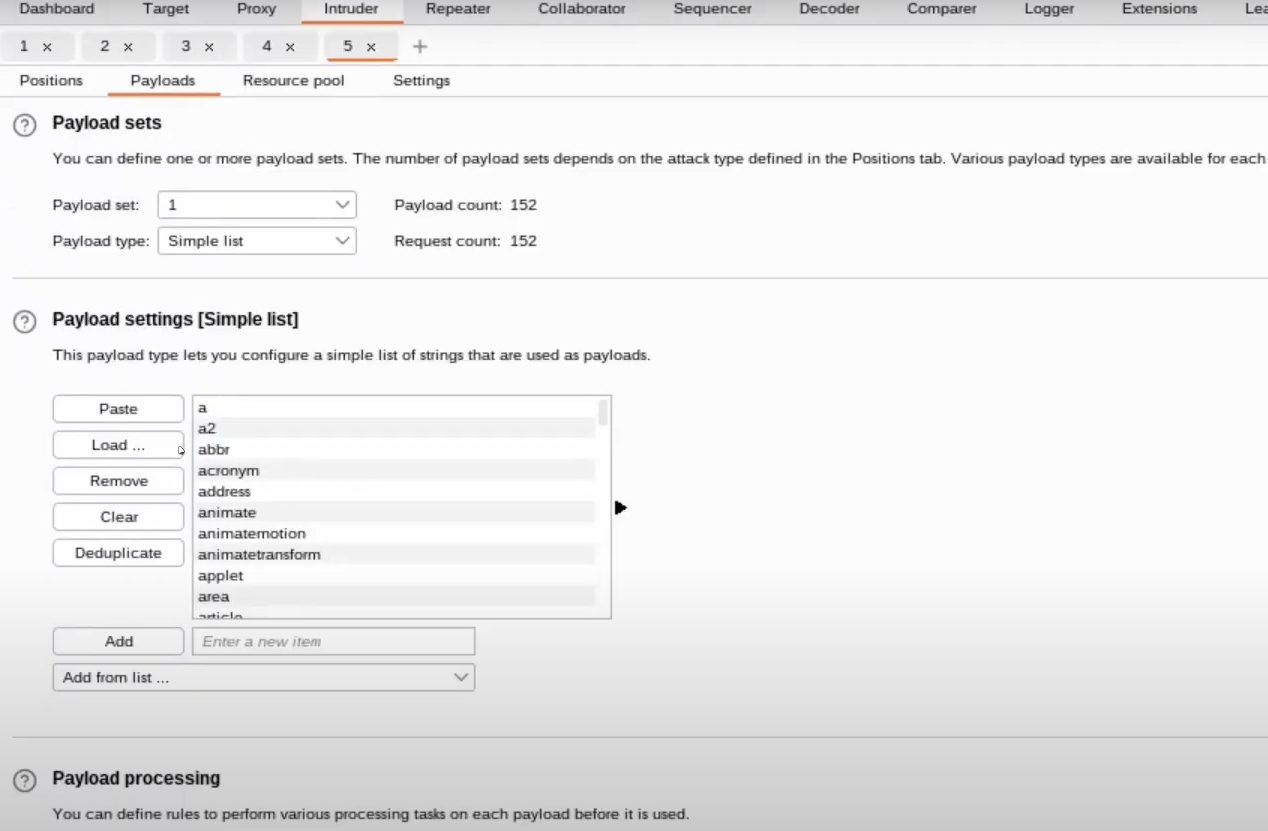 Dashboard Target Proxy Intruder Repeater Collaborator Sequencer Decoder Comparer Logger Extensions Lea
1 × 2 × 3 × 4 × 5 × +
Positions Payloads Resource pool Settings
? Payload sets
You can define one or more payload sets. The number of payload sets depends on the attack type defined in the Positions tab. Various payload types are available for each
Payload set: 1 Payload count: 152
Payload type: Simple list Request count: 152
? Payload settings [Simple list]
This payload type lets you configure a simple list of strings that are used as payloads.
Paste
Load ...
Remove
Clear
Deduplicate
a
a2
abbr
acronym
address
animate
animatemotion
animatetransform
applet
area
article
Add Enter a new item
Add from list ...
? Payload processing
You can define rules to perform various processing tasks on each payload before it is used.